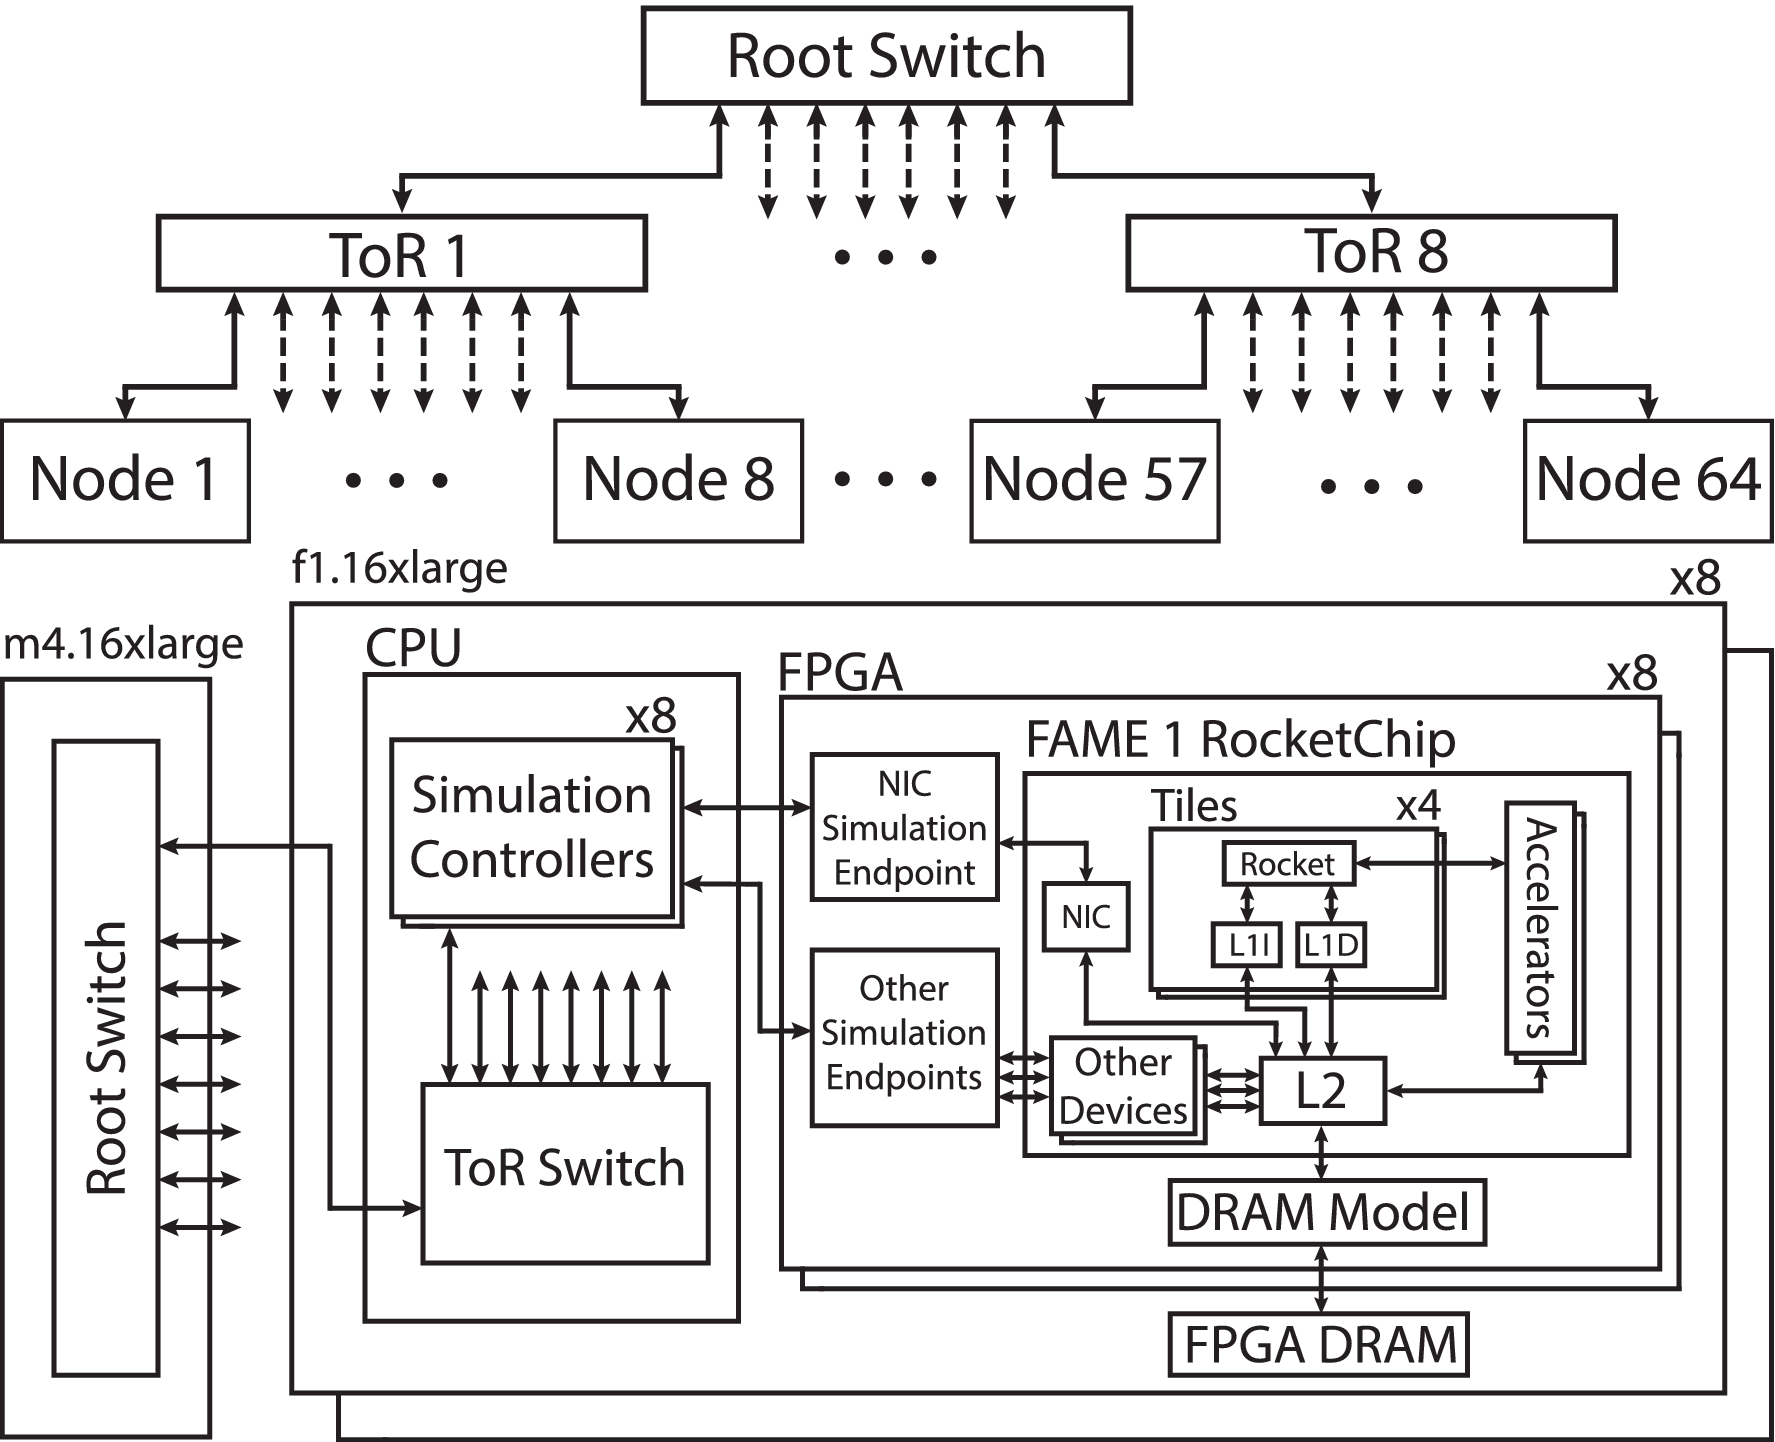 Root Switch
ToR 1
• • •
ToR 8
Node 1
• • •
Node 8
• • •
Node 57
• • •
Node 64
f1.16xlarge
x8
m4.16xlarge
Root Switch
CPU
x8
Simulation
Controllers
ToR Switch
FPGA
x8
NIC
Simulation
Endpoint
Other
Simulation
Endpoints
FAME 1 RocketChip
NIC
Tiles
x4
Rocket
L1I
L1D
Accelerators
Other
Devices
L2
DRAM Model
FPGA DRAM